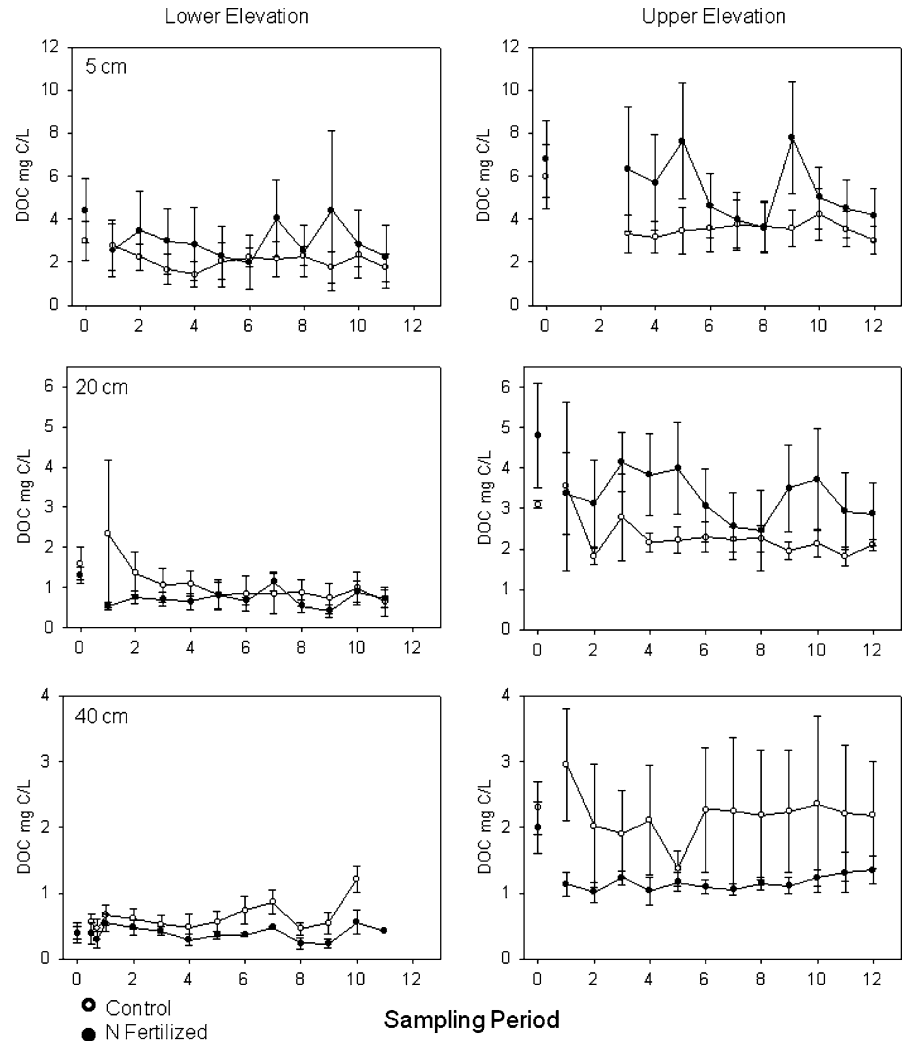 Lower Elevation
Upper Elevation
12
10
8
6
4
2
0
DOC mg C/L
5 cm
0 2 4 6 8 10 12
12
10
8
6
4
2
0
DOC mg C/L
0 2 4 6 8 10 12
6
5
4
3
2
1
0
DOC mg C/L
20 cm
0 2 4 6 8 10 12
6
5
4
3
2
1
0
DOC mg C/L
0 2 4 6 8 10 12
4
3
2
1
0
DOC mg C/L
40 cm
0 2 4 6 8 10 12
4
3
2
1
0
DOC mg C/L
0 2 4 6 8 10 12
Control
N Fertilized
Sampling Period